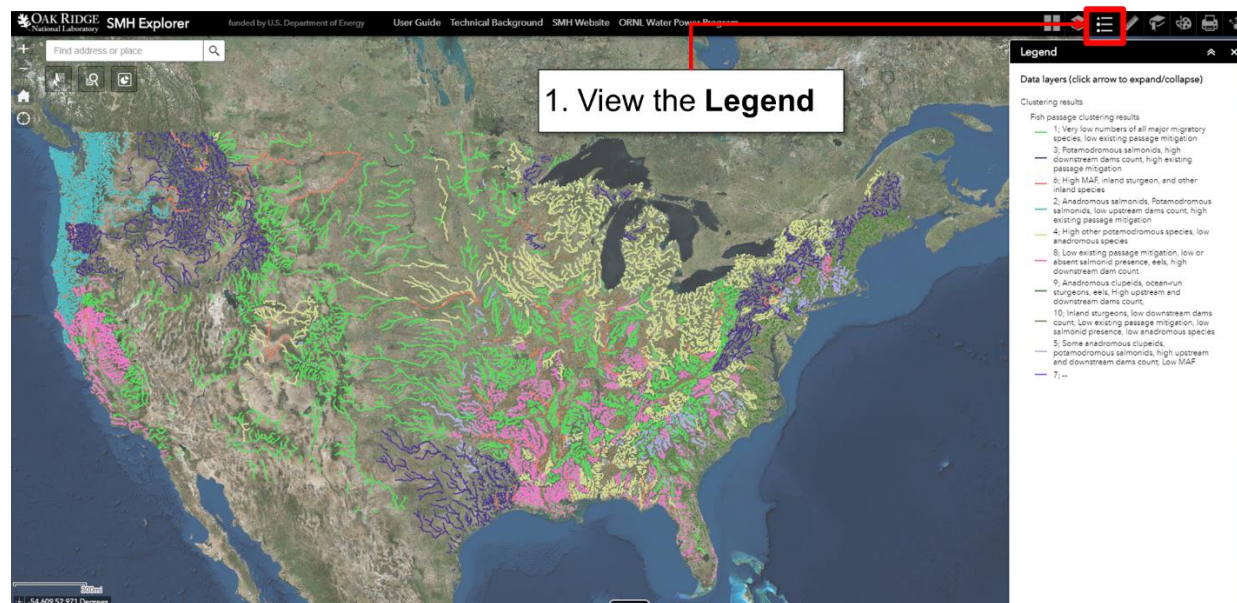 OAK RIDGE
National Laboratory
SMH Explorer
funded by U.S. Department of Energy
User Guide Technical Background SMH Website ORNL Water Power Program
Find address or place
1. View the Legend
Legend
Data layers (click arrow to expand/collapse)
Clustering results
Fish passage clustering results
1; Very low numbers of all major migratory
species, low existing passage mitigation
3; Potamodromous salmonids, high
downstream dams count, high existing
passage mitigation
6; High MAF, inland sturgeon, and other
inland species
2; Anadromous salmonids, Potamodromous
salmonids, low upstream dams count, high
existing passage mitigation
4; High other potamodromous species, low
anadromous species
8; Low existing passage mitigation, low or
absent salmonid presence, eels, high
downstream dam count
9; Anadromous clupeids, ocean-run
sturgeons, eels, High upstream and
downstream dams count,
10; Inland sturgeons, low downstream dams
count, Low existing passage mitigation, low
salmonid presence, low anadromous species
5; Some anadromous clupeids,
potamodromous salmonids, high upstream
and downstream dams count, Low MAF
7; --
300mi
-54.609 52.971 Degrees